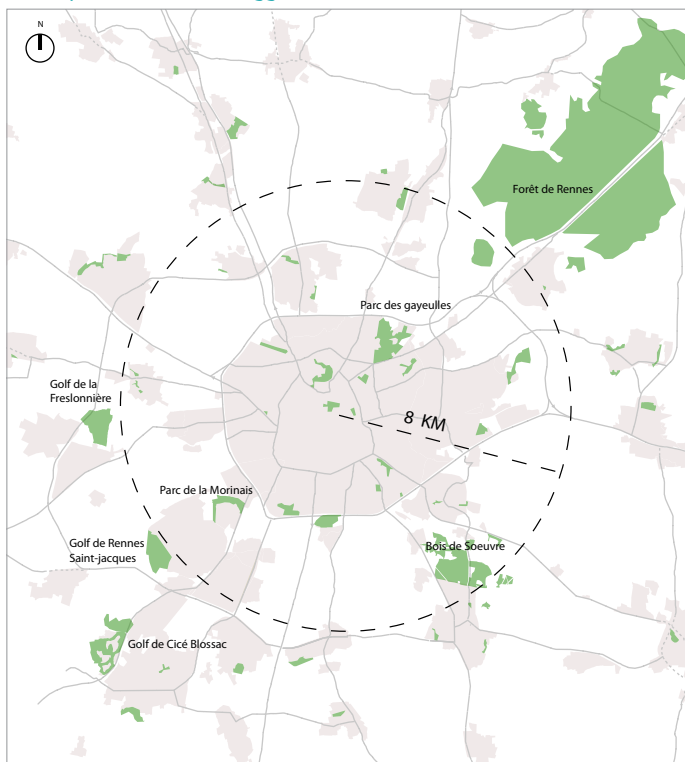 N
Forêt de Rennes
Parc des gayeulles
Golf de la
Freslonnière
8 KM
Parc de la Morinais
Golf de Rennes
Saint-jacques
Bois de Soeuvre
Golf de Cicé Blossac